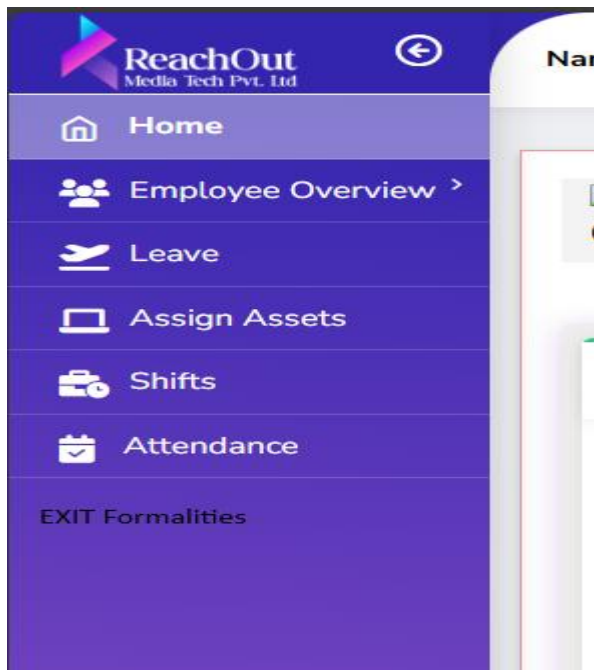 ReachOut
Media Tech Pvt. Ltd
Home
Employee Overview >
Leave
Assign Assets
Shifts
Attendance
EXIT Formalities